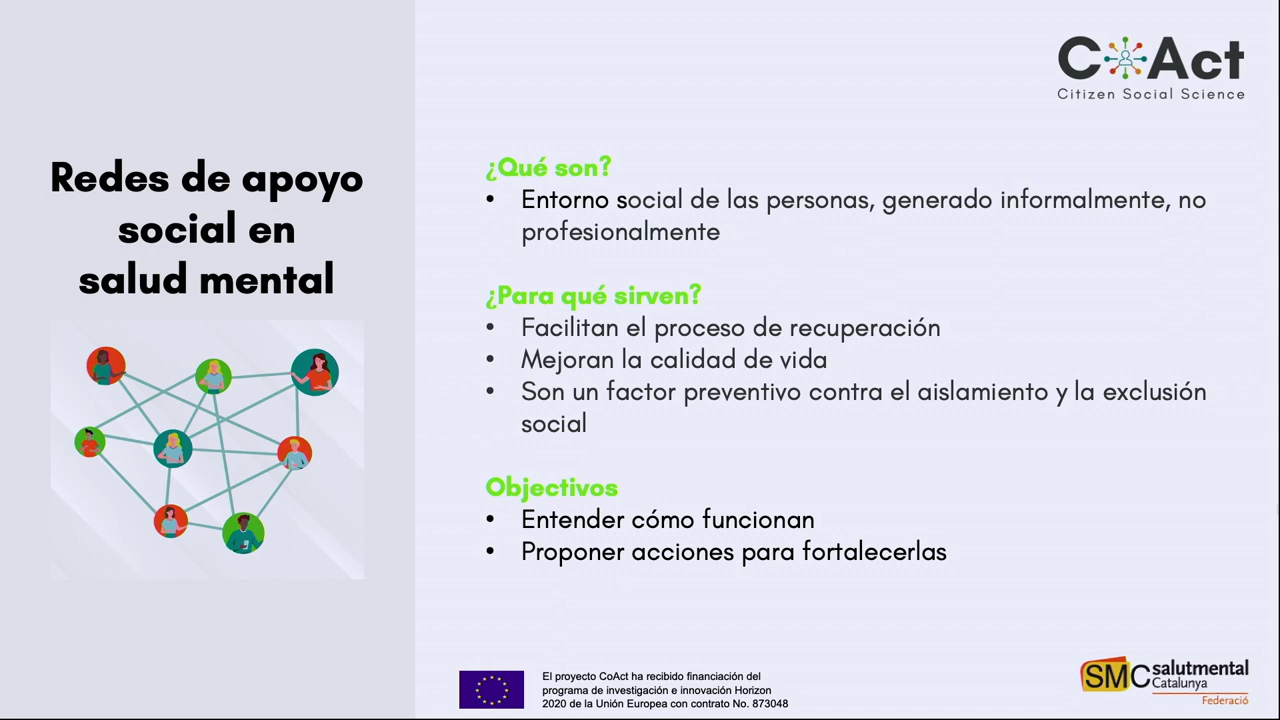 CoAct
Citizen Social Science
Redes de apoyo
social en
salud mental
¿Qué son?
• Entorno social de las personas, generado informalmente, no
profesionalmente
¿Para qué sirven?
• Facilitan el proceso de recuperación
• Mejoran la calidad de vida
• Son un factor preventivo contra el aislamiento y la exclusión
social
Objectivos
• Entender cómo funcionan
• Proponer acciones para fortalecerlas
El proyecto CoAct ha recibido financiación del
programa de investigación e innovación Horizon
2020 de la Unión Europea con contrato No. 873048
SMC salutmental
Catalunya
Federació